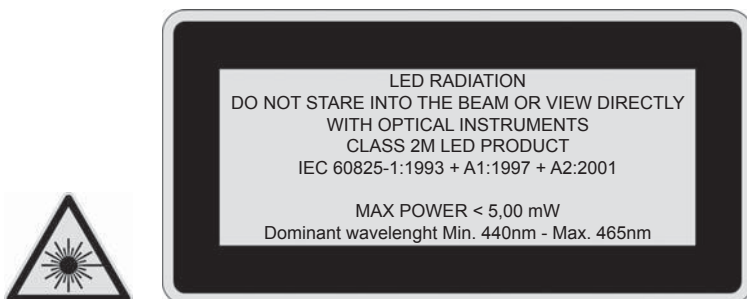 LED RADIATION
DO NOT STARE INTO THE BEAM OR VIEW DIRECTLY
WITH OPTICAL INSTRUMENTS
CLASS 2M LED PRODUCT
IEC 60825-1:1993 + A1:1997 + A2:2001
MAX POWER < 5,00 mW
Dominant wavelenght Min. 440nm - Max. 465nm